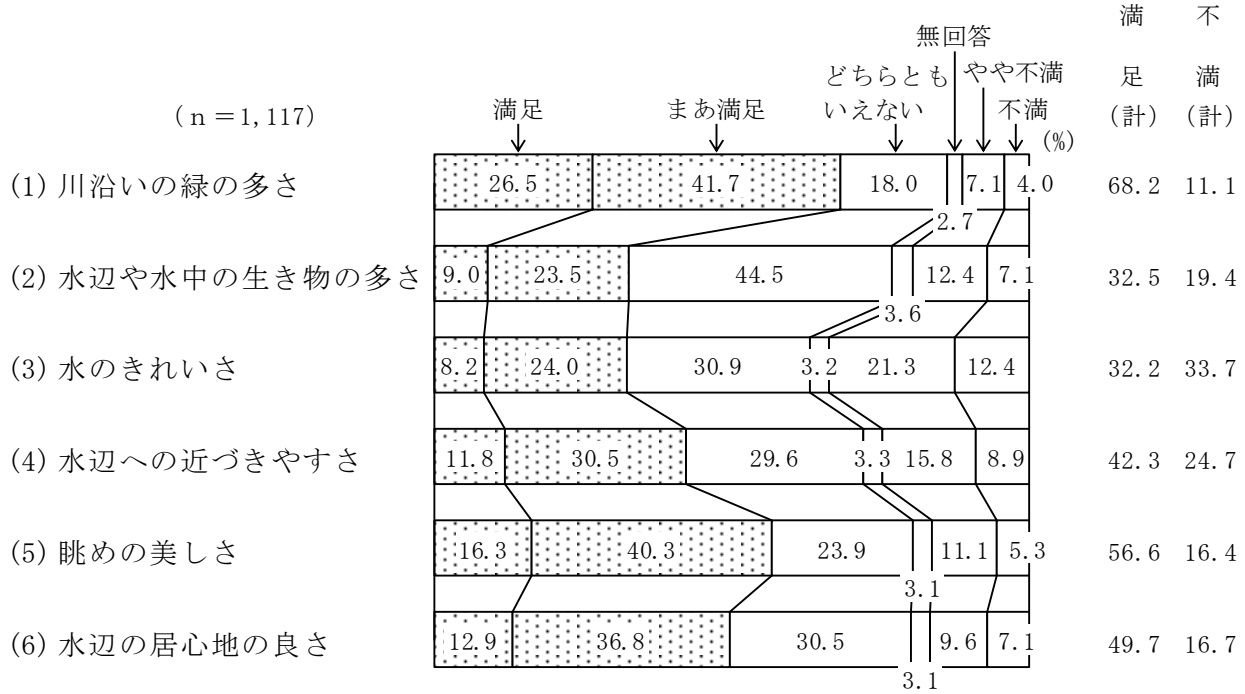 満 不
無回答
どちらとも やや不満 足 満
(n=1,117) 満足 まあ満足 いえない 不満 (計) (計)
(%)
(1) 川沿いの緑の多さ 26.5 41.7 18.0 7.1 4.0 68.2 11.1
2.7
(2) 水辺や水中の生き物の多さ 9.0 23.5 44.5 12.4 7.1 32.5 19.4
3.6
(3) 水のきれいさ 8.2 24.0 30.9 3.2 21.3 12.4 32.2 33.7
(4) 水辺への近づきやすさ 11.8 30.5 29.6 3.3 15.8 8.9 42.3 24.7
(5) 眺めの美しさ 16.3 40.3 23.9 11.1 5.3 56.6 16.4
3.1
(6) 水辺の居心地の良さ 12.9 36.8 30.5 9.6 7.1 49.7 16.7
3.1